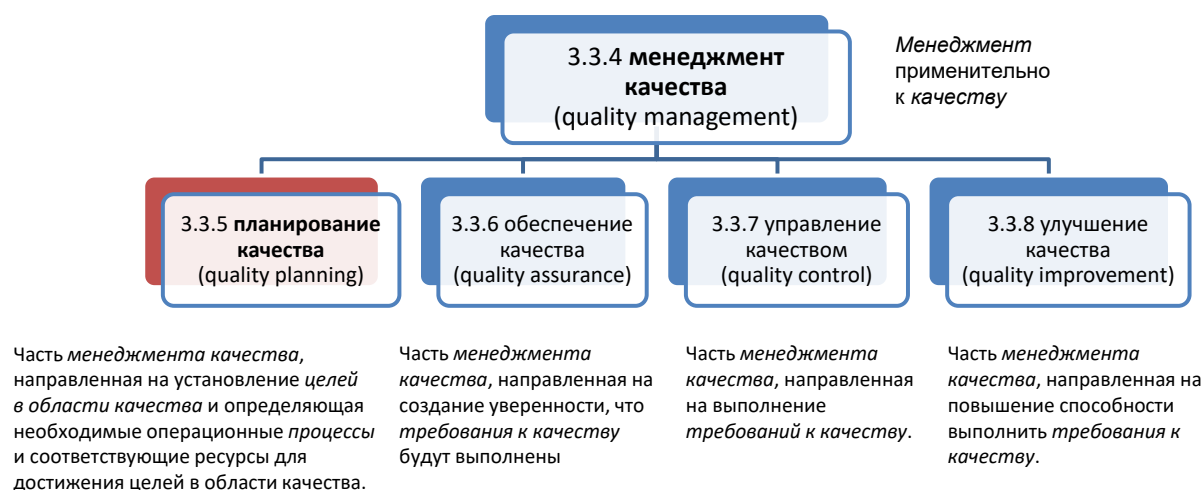 3.3.4 менеджмент
качества
(quality management)
Менеджмент
применительно
к качеству
3.3.5 планирование
качества
(quality planning)
3.3.6 обеспечение
качества
(quality assurance)
3.3.7 управление
качеством
(quality control)
3.3.8 улучшение
качества
(quality improvement)
Часть менеджмента качества,
направленная на установление целей
в области качества и определяющая
необходимые операционные процессы
и соответствующие ресурсы для
достижения целей в области качества.
Часть менеджмента
качества, направленная на
создание уверенности, что
требования к качеству
будут выполнены
Часть менеджмента
качества, направленная
на выполнение
требований к качеству.
Часть менеджмента
качества, направленная на
повышение способности
выполнить требования к
качеству.